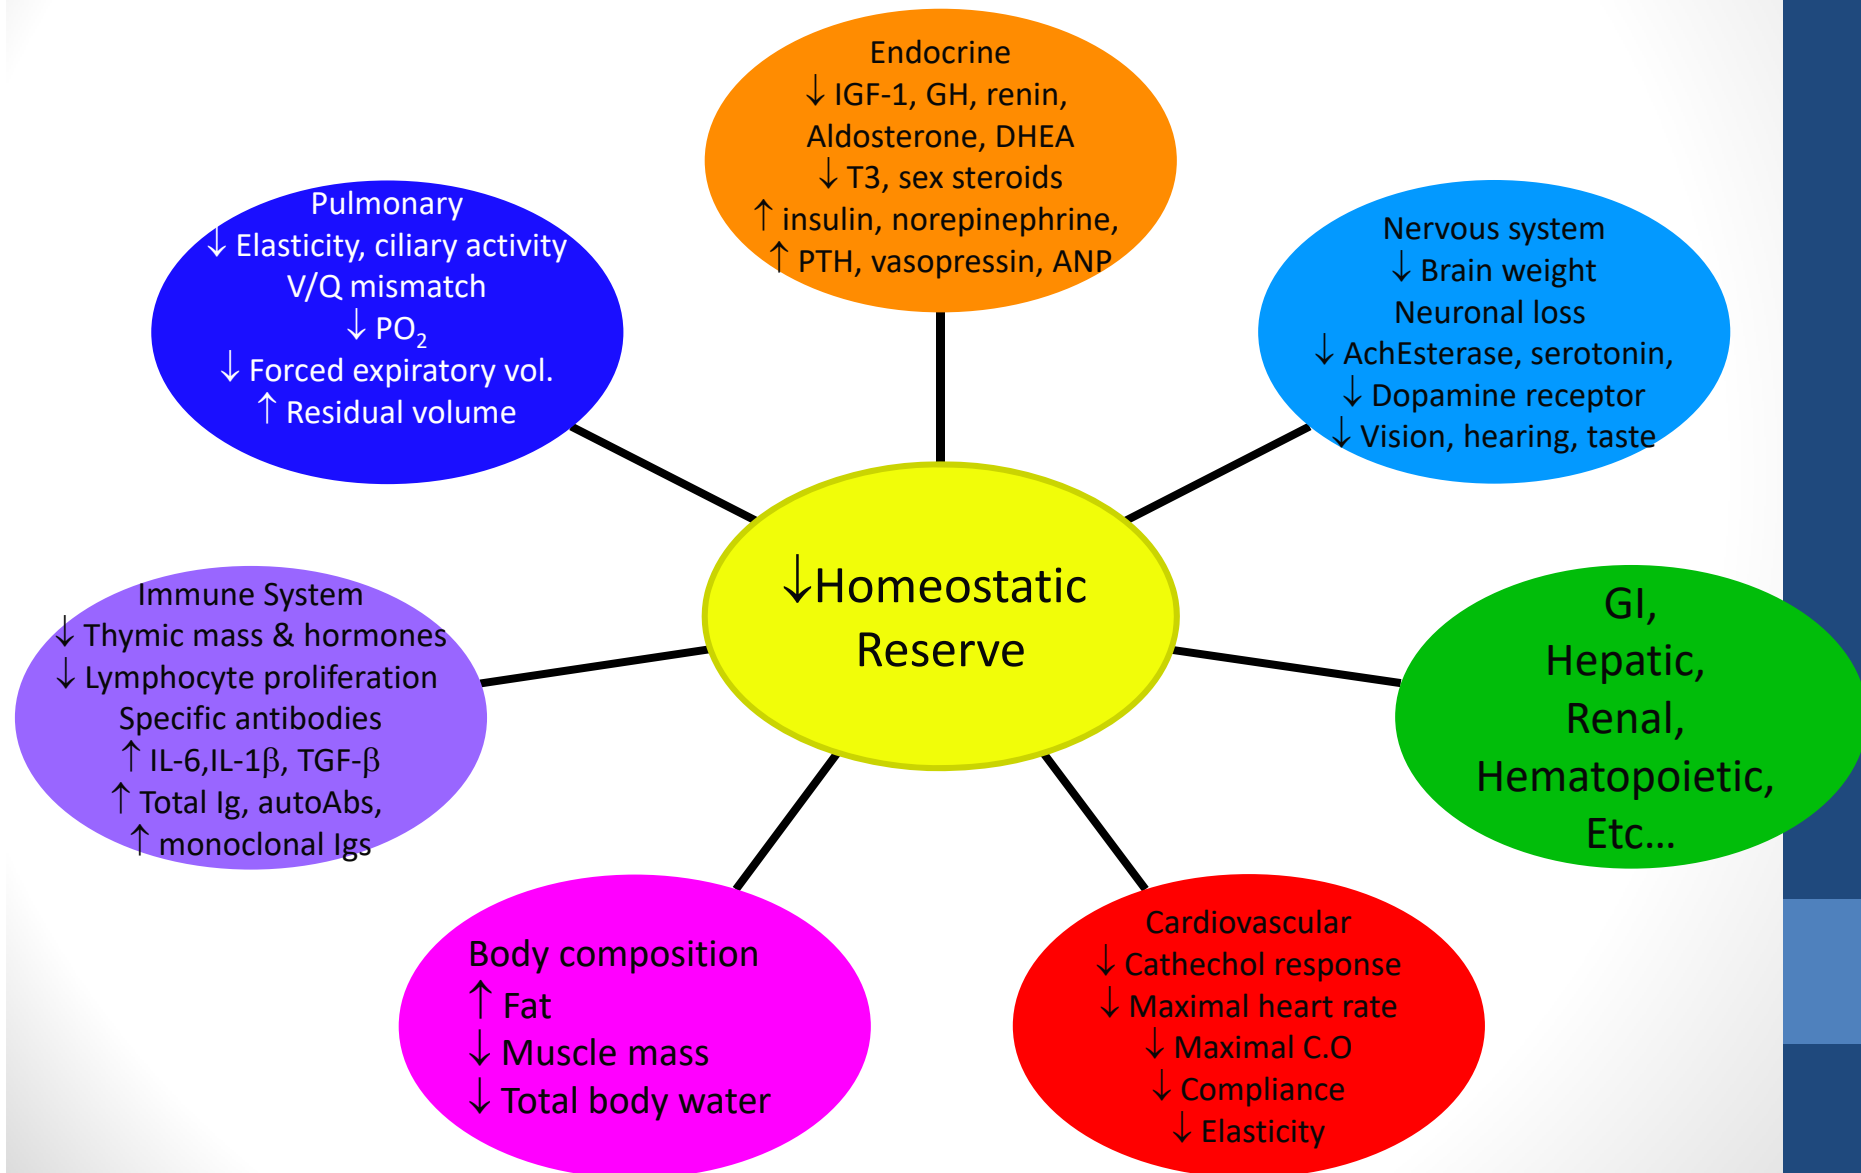 Endocrine
↓ IGF-1, GH, renin,
Aldosterone, DHEA
↓ T3, sex steroids
↑ insulin, norepinephrine,
↑ PTH, vasopressin, ANP
Pulmonary
↓ Elasticity, ciliary activity
V/Q mismatch
↓ PO₂
↓ Forced expiratory vol.
↑ Residual volume
Nervous system
↓ Brain weight
Neuronal loss
↓ AchEsterase, serotonin,
↓ Dopamine receptor
↓ Vision, hearing, taste
↓Homeostatic
Reserve
Immune System
↓ Thymic mass & hormones
↓ Lymphocyte proliferation
Specific antibodies
↑ IL-6,IL-1β, TGF-β
↑ Total Ig, autoAbs,
↑ monoclonal Igs
GI,
Hepatic,
Renal,
Hematopoietic,
Etc...
Body composition
↑ Fat
↓ Muscle mass
↓ Total body water
Cardiovascular
↓ Cathechol response
↓ Maximal heart rate
↓ Maximal C.O
↓ Compliance
↓ Elasticity